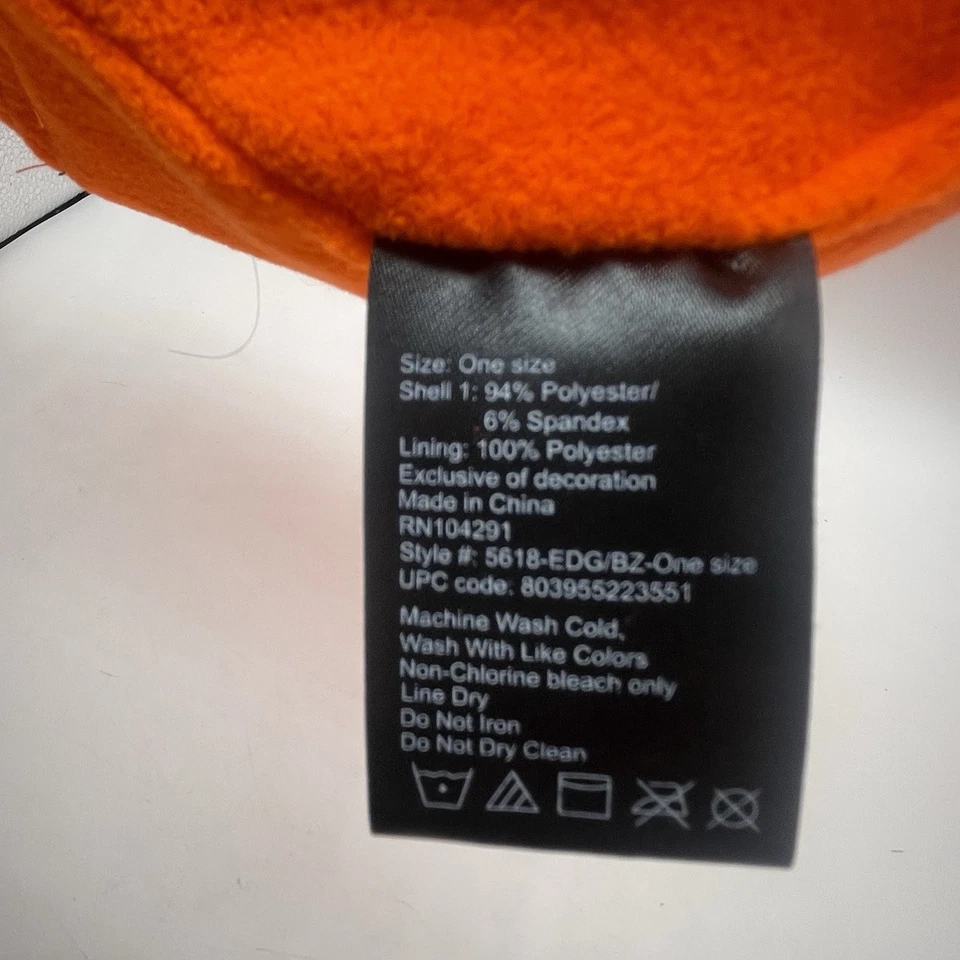 Size: One size
Shell 1: 94% Polyester/
6% Spandex
Lining: 100% Polyester
Exclusive of decoration
Made in China
RN104291
Style #: 5618-EDG/BZ-One size
UPC code: 803955223551
Machine Wash Cold,
Wash With Like Colors
Non-Chlorine bleach only
Line Dry
Do Not Iron
Do Not Dry Clean